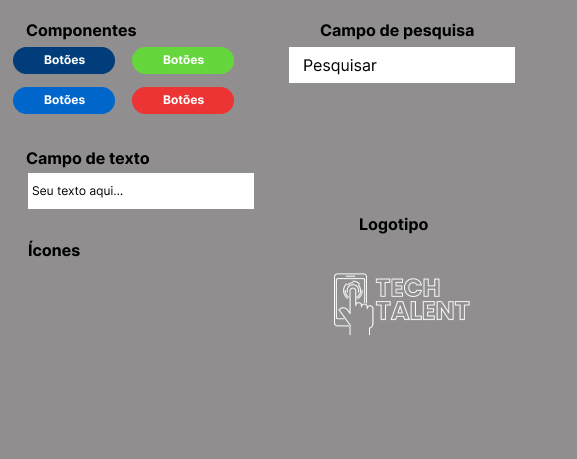 Componentes
Campo de pesquisa
Botões
Botões
Pesquisar
Botões
Botões
Campo de texto
Seu texto aqui...
Logotipo
Ícones
TECH
TALENT